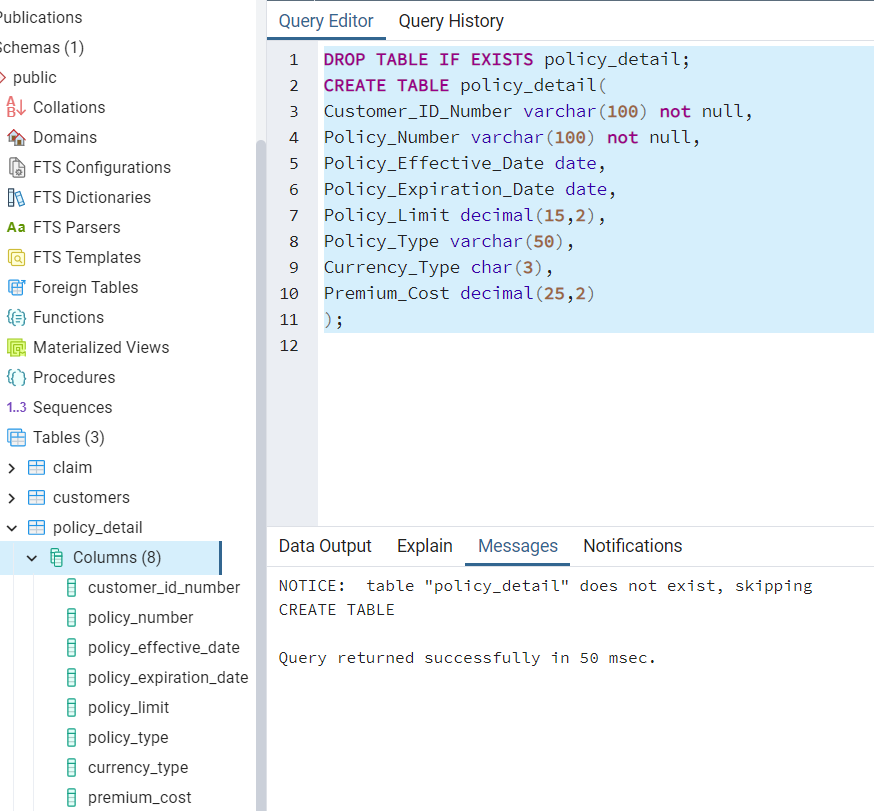 Publications
Schemas (1)
public
Collations
Domains
FTS Configurations
FTS Dictionaries
Aa FTS Parsers
FTS Templates
Foreign Tables
Functions
Materialized Views
Procedures
1..3 Sequences
Tables (3)
claim
customers
policy_detail
Columns (8)
customer_id_number
policy_number
policy_effective_date
policy_expiration_date
policy_limit
policy_type
currency_type
premium_cost
Query Editor Query History
1 DROP TABLE IF EXISTS policy_detail;
2 CREATE TABLE policy_detail(
3 Customer_ID_Number varchar(100) not null,
4 Policy_Number varchar(100) not null,
5 Policy_Effective_Date date,
6 Policy_Expiration_Date date,
7 Policy_Limit decimal(15,2),
8 Policy_Type varchar(50),
9 Currency_Type char(3),
10 Premium_Cost decimal(25,2)
11 );
12
Data Output Explain Messages Notifications
NOTICE:  table "policy_detail" does not exist, skipping
CREATE TABLE
Query returned successfully in 50 msec.